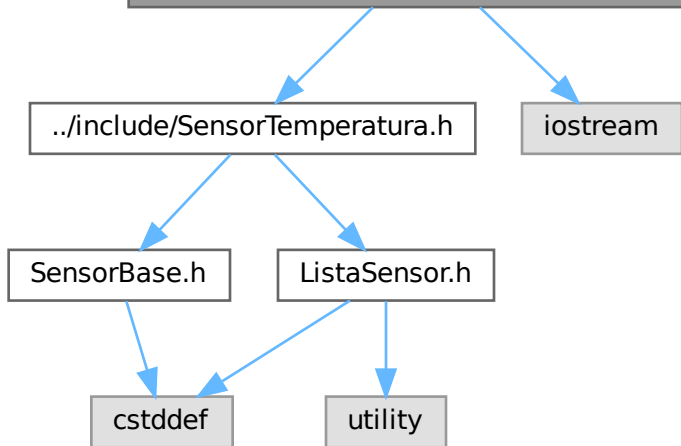 ../include/SensorTemperatura.h
iostream
SensorBase.h
ListaSensor.h
cstddef
utility